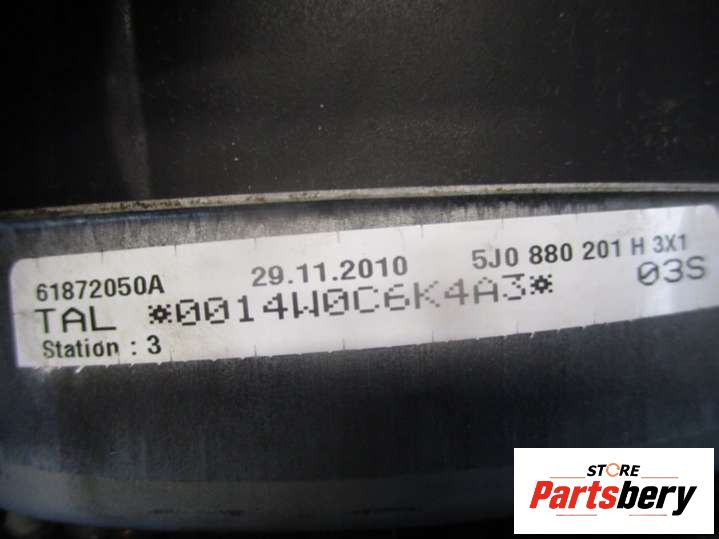 61872050A 29.11.2010 5J0 880 201 H 3X1
TAL *0014W0C6K4A3* 03S
Station : 3
STORE
Partsbery